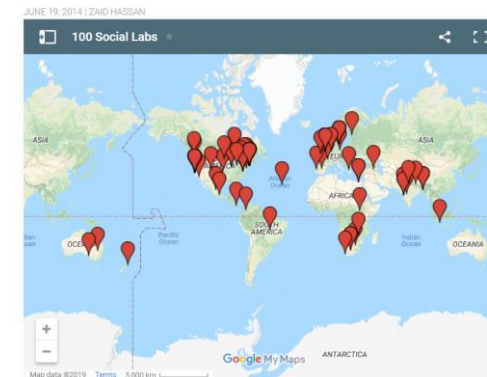 JUNE 19, 2014 | ZAID HASSAN
100 Social Labs
ASIA
ASIA
EUROPE
Atlantic
Ocean
AFRICA
Pacific
Ocean
SOUTH
AMERICA
Indian
Ocean
OCEANIA
ANTARCTICA
Google My Maps
Map data ©2019 Terms 5,000 km